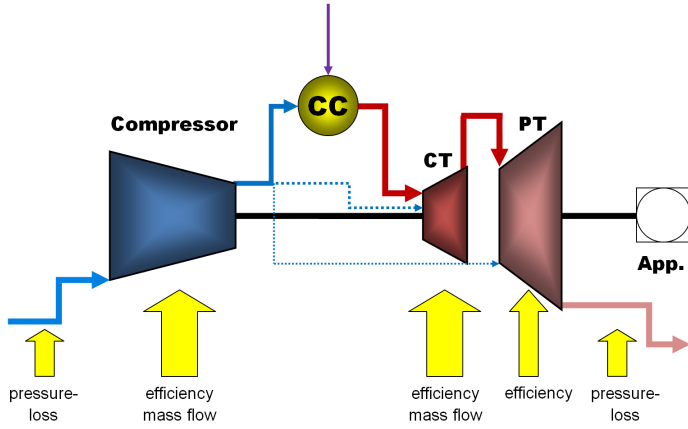 CC
Compressor
PT
CT
App.
pressure-
loss
efficiency
mass flow
efficiency
mass flow
efficiency
pressure-
loss